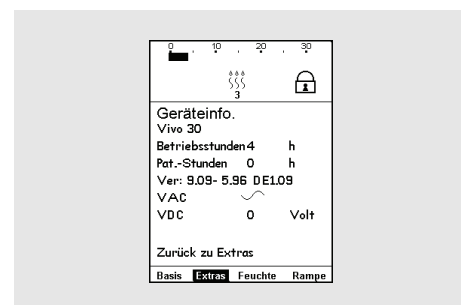 0 10 20 30
3
1
Geräteinfo.
Vivo 30
Betriebsstunden 4 h
Pat.-Stunden 0 h
Ver: 9.09- 5.96 DE1.09
VAC
VDC 0 Volt
Zurück zu Extras
Basis Extras Feuchte Rampe